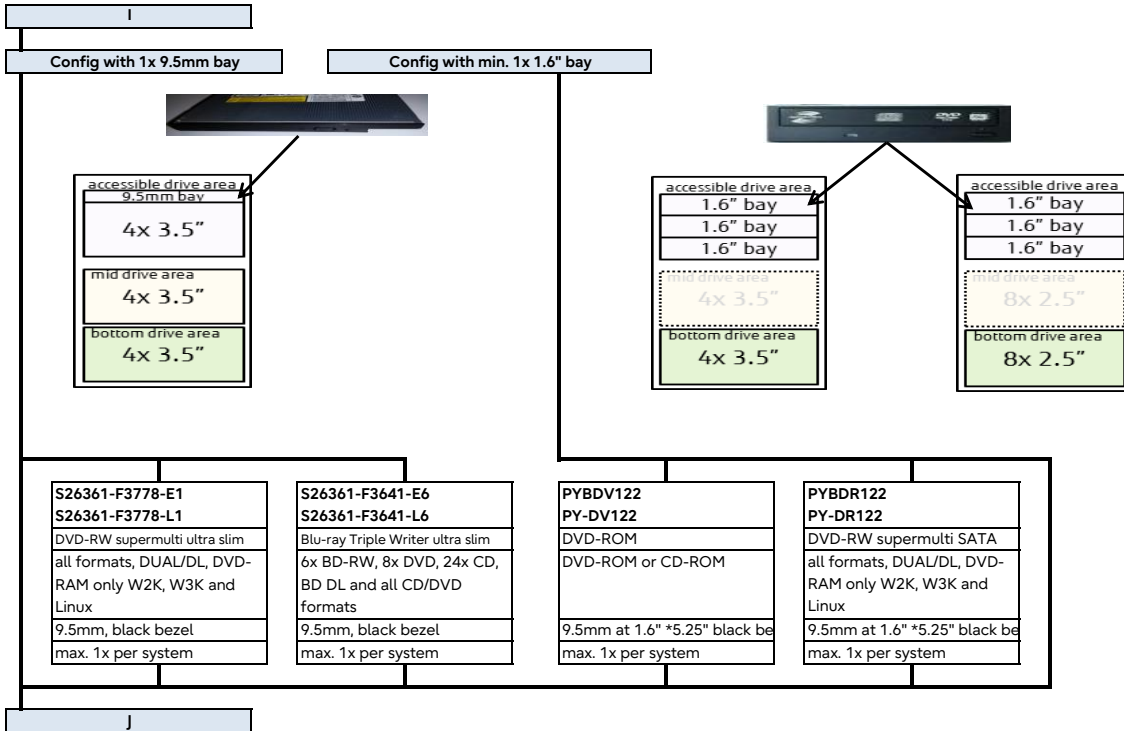 I
Config with 1x 9.5mm bay
Config with min. 1x 1.6" bay
accessible drive area
9.5mm bay
4x 3.5”
mid drive area
4x 3.5”
bottom drive area
4x 3.5”
accessible drive area
1.6” bay
1.6” bay
1.6” bay
mid drive area
4x 3.5”
bottom drive area
4x 3.5”
accessible drive area
1.6” bay
1.6” bay
1.6” bay
mid drive area
8x 2.5”
bottom drive area
8x 2.5”
S26361-F3778-E1
S26361-F3778-L1
DVD-RW supermulti ultra slim
all formats, DUAL/DL, DVD-
RAM only W2K, W3K and
Linux
9.5mm, black bezel
max. 1x per system
S26361-F3641-E6
S26361-F3641-L6
Blu-ray Triple Writer ultra slim
6x BD-RW, 8x DVD, 24x CD,
BD DL and all CD/DVD
formats
9.5mm, black bezel
max. 1x per system
PYBDV122
PY-DV122
DVD-ROM
DVD-ROM or CD-ROM
9.5mm at 1.6" *5.25" black be
max. 1x per system
PYBDR122
PY-DR122
DVD-RW supermulti SATA
all formats, DUAL/DL, DVD-
RAM only W2K, W3K and
Linux
9.5mm at 1.6" *5.25" black be
max. 1x per system
J